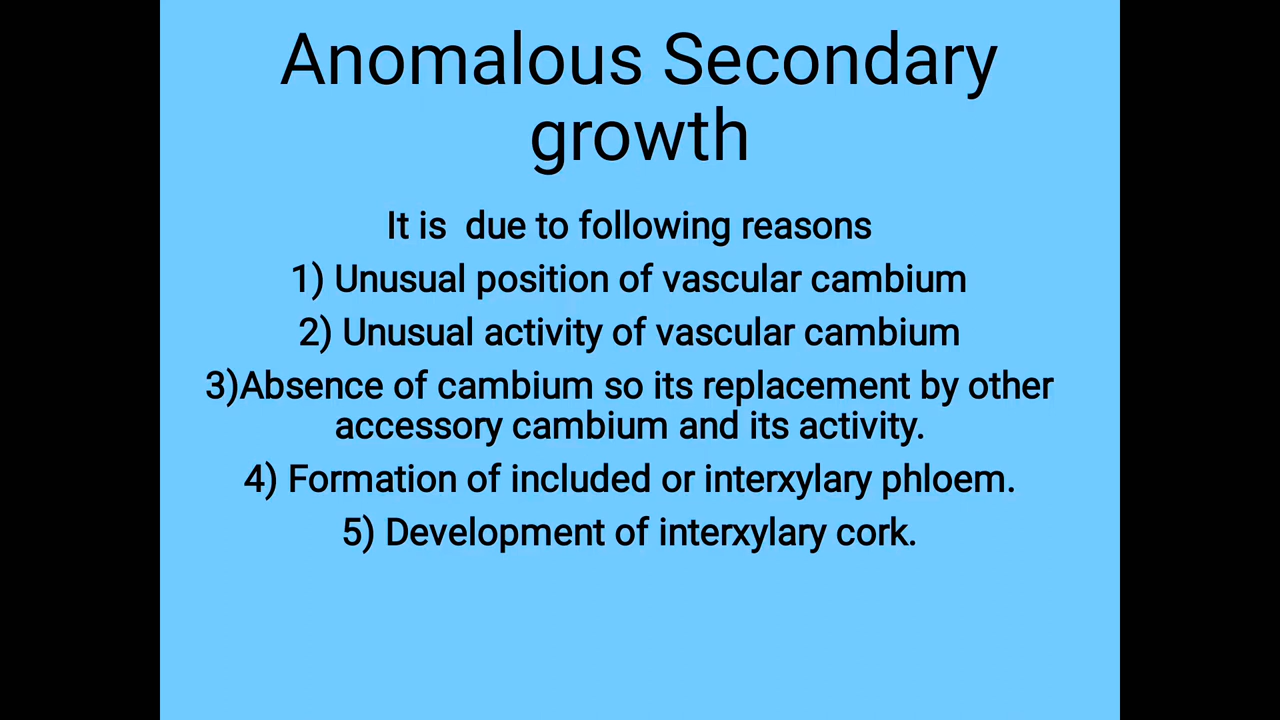 Anomalous Secondary
growth
It is  due to following reasons
1) Unusual position of vascular cambium
2) Unusual activity of vascular cambium
3)Absence of cambium so its replacement by other
accessory cambium and its activity.
4) Formation of included or interxylary phloem.
5) Development of interxylary cork.